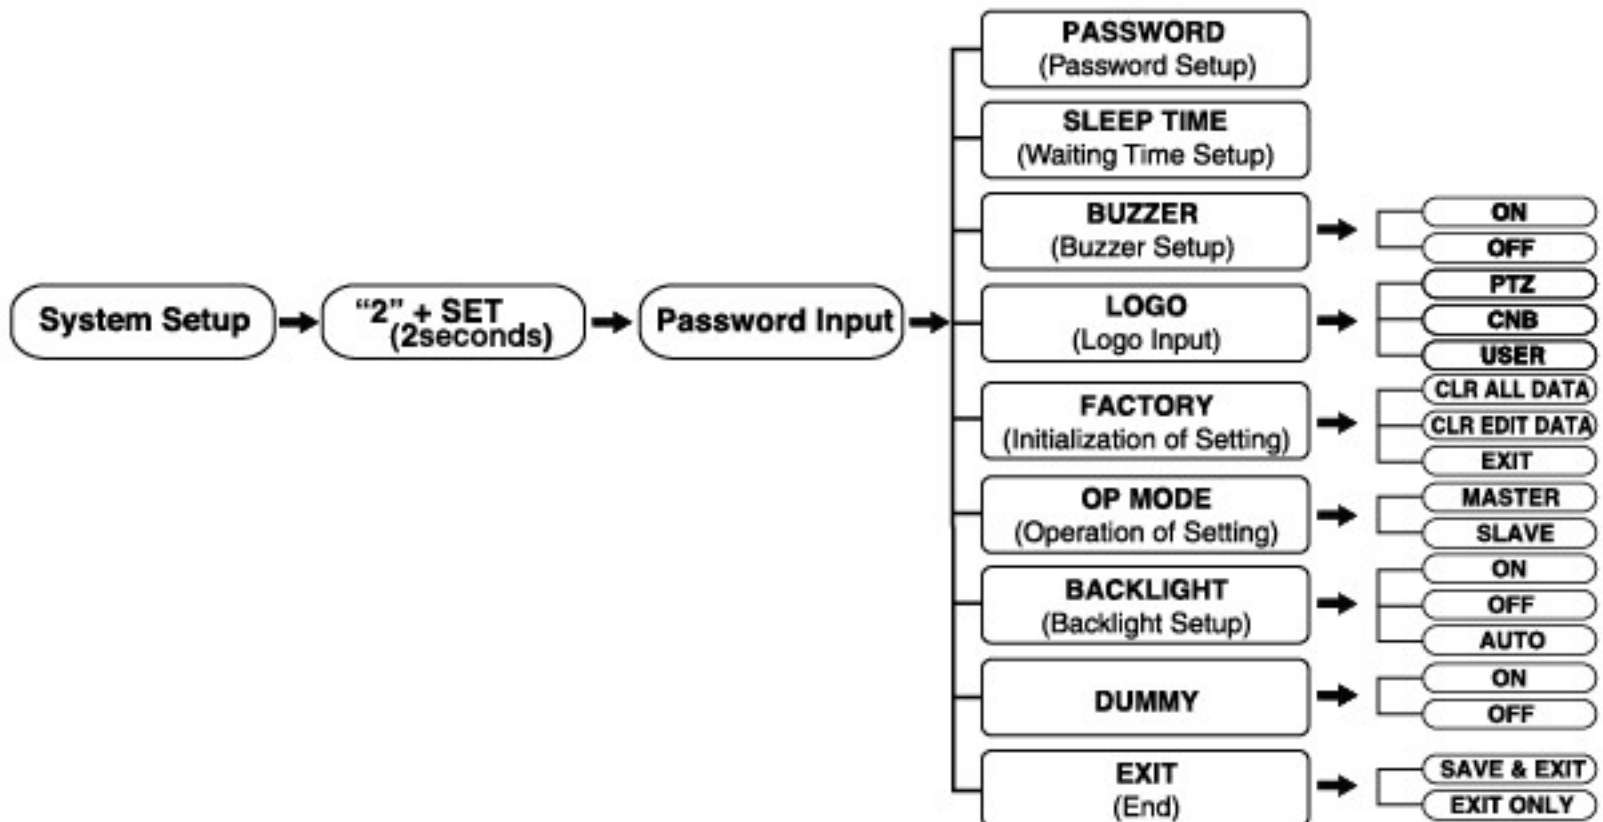 System Setup
“2” + SET
(2seconds)
Password Input
PASSWORD
(Password Setup)
SLEEP TIME
(Waiting Time Setup)
BUZZER
(Buzzer Setup)
ON
OFF
LOGO
(Logo Input)
PTZ
CNB
USER
FACTORY
(Initialization of Setting)
CLR ALL DATA
CLR EDIT DATA
EXIT
OP MODE
(Operation of Setting)
MASTER
SLAVE
BACKLIGHT
(Backlight Setup)
ON
OFF
AUTO
DUMMY
ON
OFF
EXIT
(End)
SAVE & EXIT
EXIT ONLY